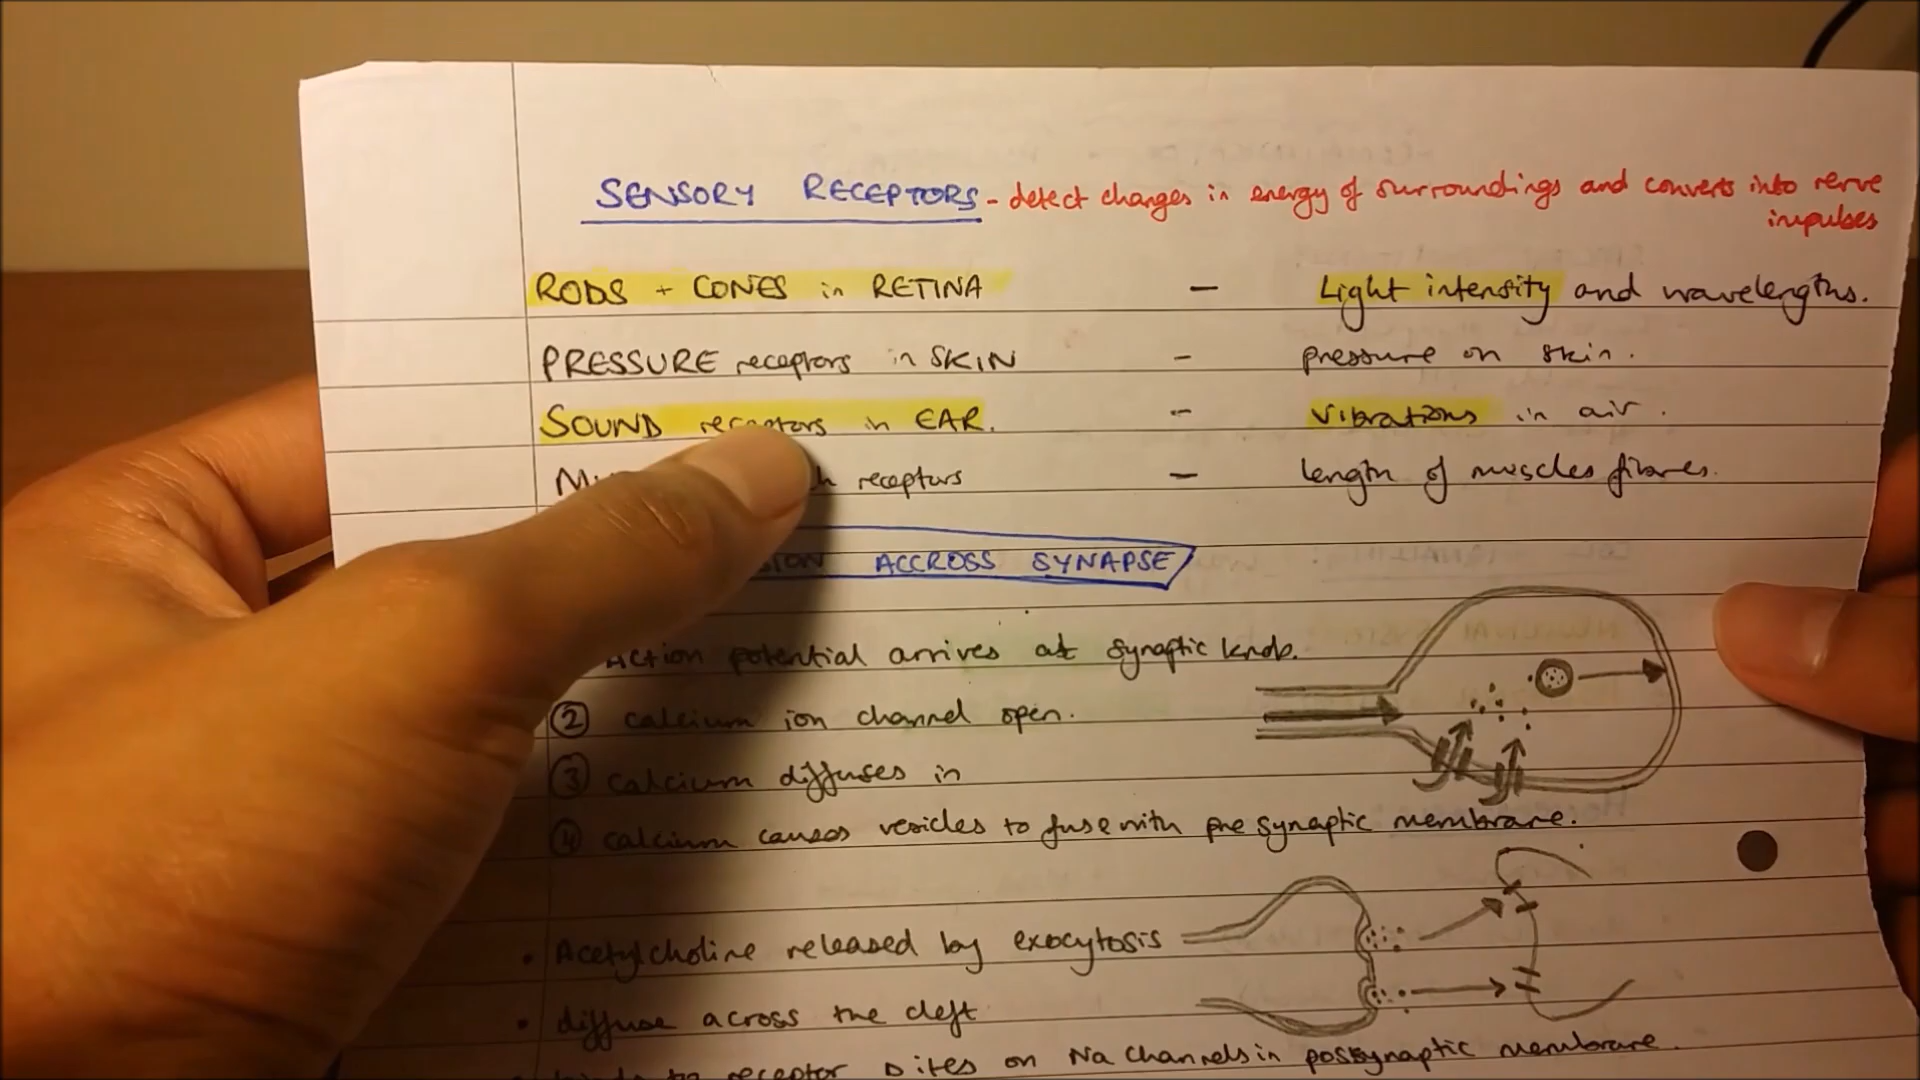 SENSORY RECEPTORS - detect changes in energy of surroundings and converts into nerve
impulses
RODS + CONES in RETINA - Light intensity and wavelengths.
PRESSURE receptors in SKIN - pressure on skin.
SOUND receptors in EAR. - Vibrations in air.
receptors - length of muscles fibres.
ACCROSS SYNAPSE
Action potential arrives at synaptic knob.
② calcium ion channel open.
③ calcium diffuses in
④ calcium causes vesicles to fuse with pre synaptic membrane.
• Acetylcholine released by exocytosis
• diffuse across the cleft
to receptor sites on Na channels in possynaptic membrane.